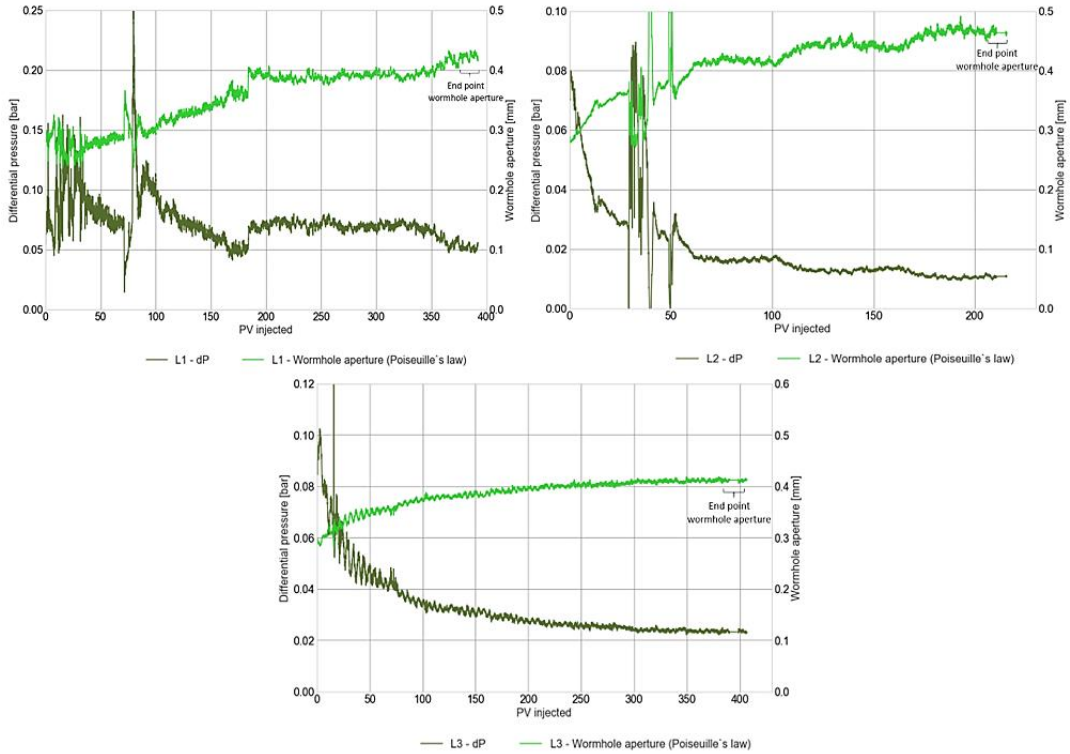 0.25
0.20
0.15
0.10
0.05
0.00
Differential pressure [bar]
0 50 100 150 200 250 300 350 400
PV injected
0.5
0.4
0.3
0.2
0.1
0.0
Wormhole aperture [mm]
End point
wormhole aperture
L1 - dP L1 - Wormhole aperture (Poiseuille´s law)
0.10
0.08
0.06
0.04
0.02
0.00
Differential pressure [bar]
0 50 100 150 200
PV injected
0.5
0.4
0.3
0.2
0.1
0.0
Wormhole aperture [mm]
End point
wormhole aperture
L2 - dP L2 - Wormhole aperture (Poiseuille´s law)
0.12
0.10
0.08
0.06
0.04
0.02
0.00
Differential pressure [bar]
0 50 100 150 200 250 300 350 400
PV injected
0.6
0.5
0.4
0.3
0.2
0.1
0.0
Wormhole aperture [mm]
End point
wormhole aperture
L3 - dP L3 - Wormhole aperture (Poiseuille´s law)